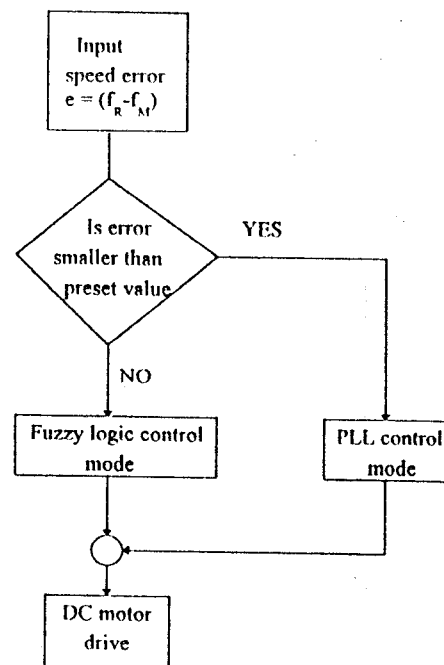 Input
speed error
e = (f_R-f_M)
Is error
smaller than
preset value
YES
NO
Fuzzy logic control
mode
PLL control
mode
DC motor
drive